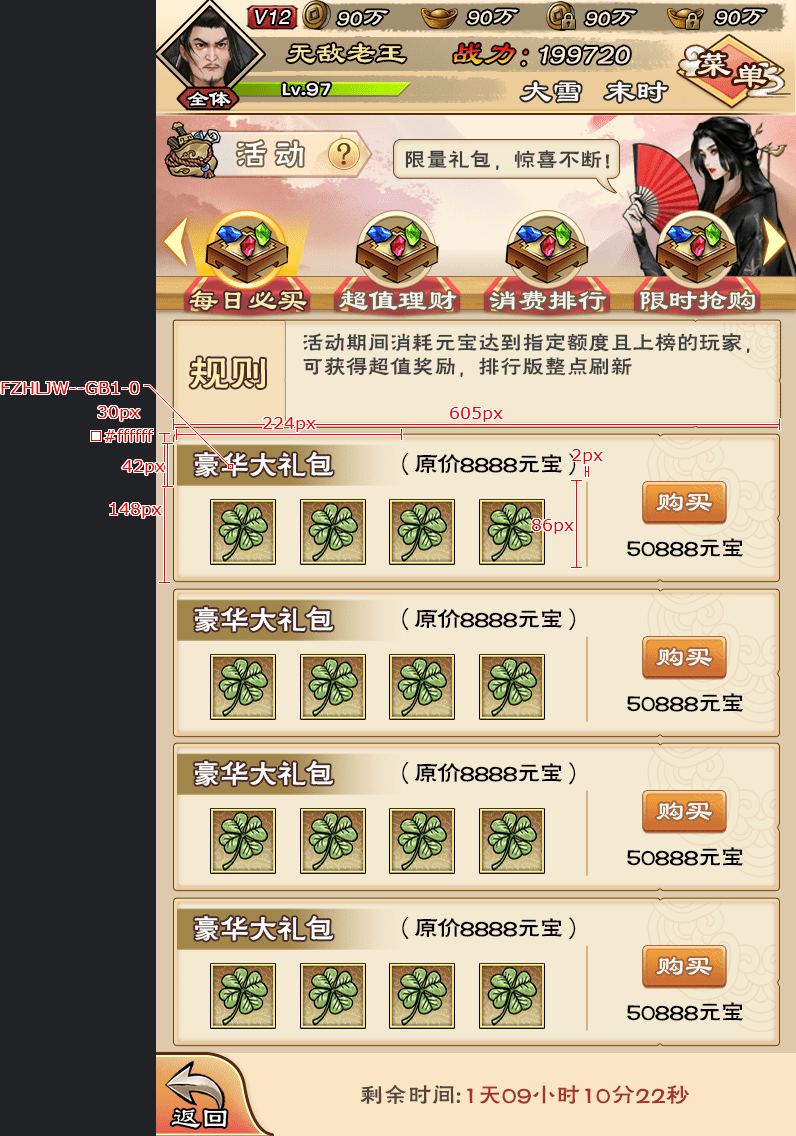 V12 90万 90万 90万 90万
无敌老王 战力：199720
菜单
Lv.97
全体
大雪 末时
活动 ?
限量礼包，惊喜不断！
每日必买 超值理财 消费排行 限时抢购
规则
活动期间消耗元宝达到指定额度且上榜的玩家，
可获得超值奖励，排行版整点刷新
FZHLJW--GB1-0
30px
#ffffff
605px
224px
42px
148px
2px
86px
豪华大礼包 （原价8888元宝）
购买
50888元宝
豪华大礼包 （原价8888元宝）
购买
50888元宝
豪华大礼包 （原价8888元宝）
购买
50888元宝
豪华大礼包 （原价8888元宝）
购买
50888元宝
返回
剩余时间:1天09小时10分22秒